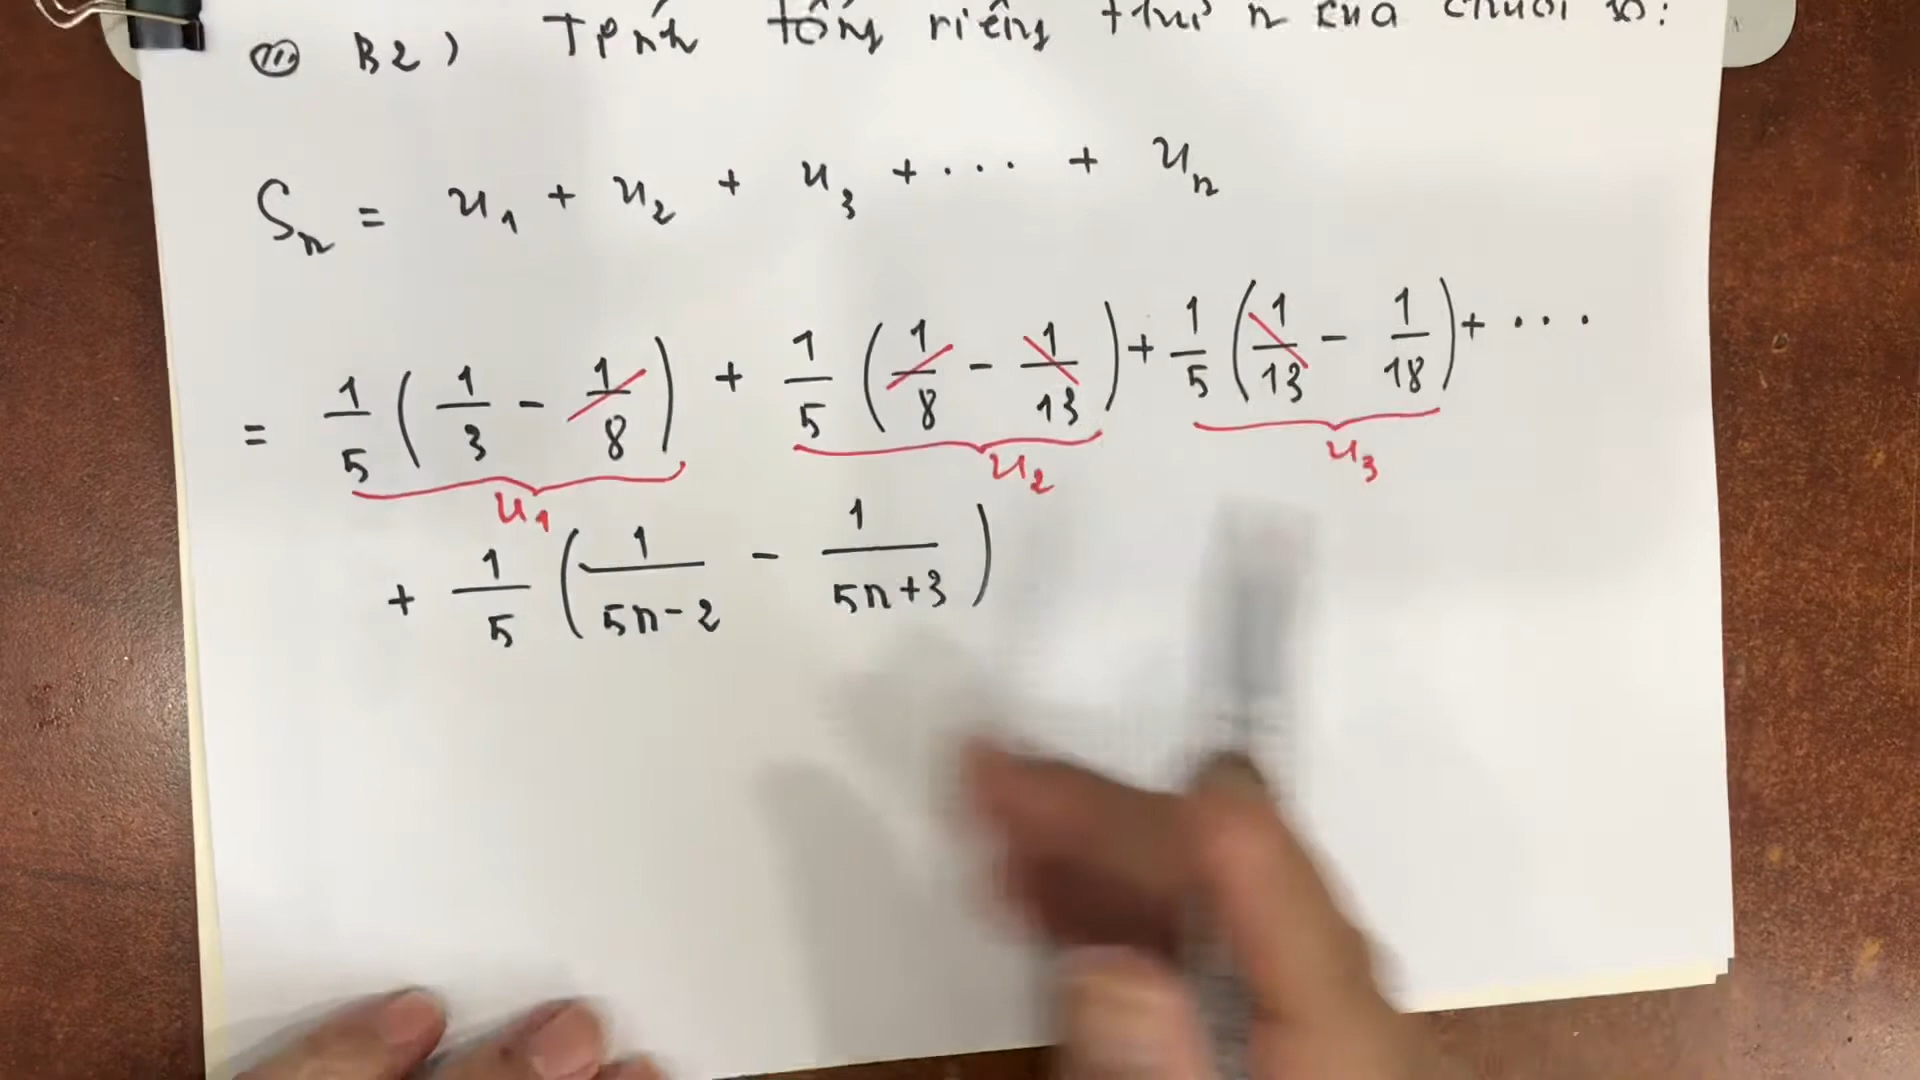 B2) Tính tổng riêng thứ n của chuỗi số:
Sₙ = u₁ + u₂ + u₃ + ... + uₙ
= 1/5 (1/3 - 1/8) + 1/5 (1/8 - 1/13) + 1/5 (1/13 - 1/18) + ...
u₁ u₂ u₃
+ 1/5 (1/(5n-2) - 1/(5n+3))